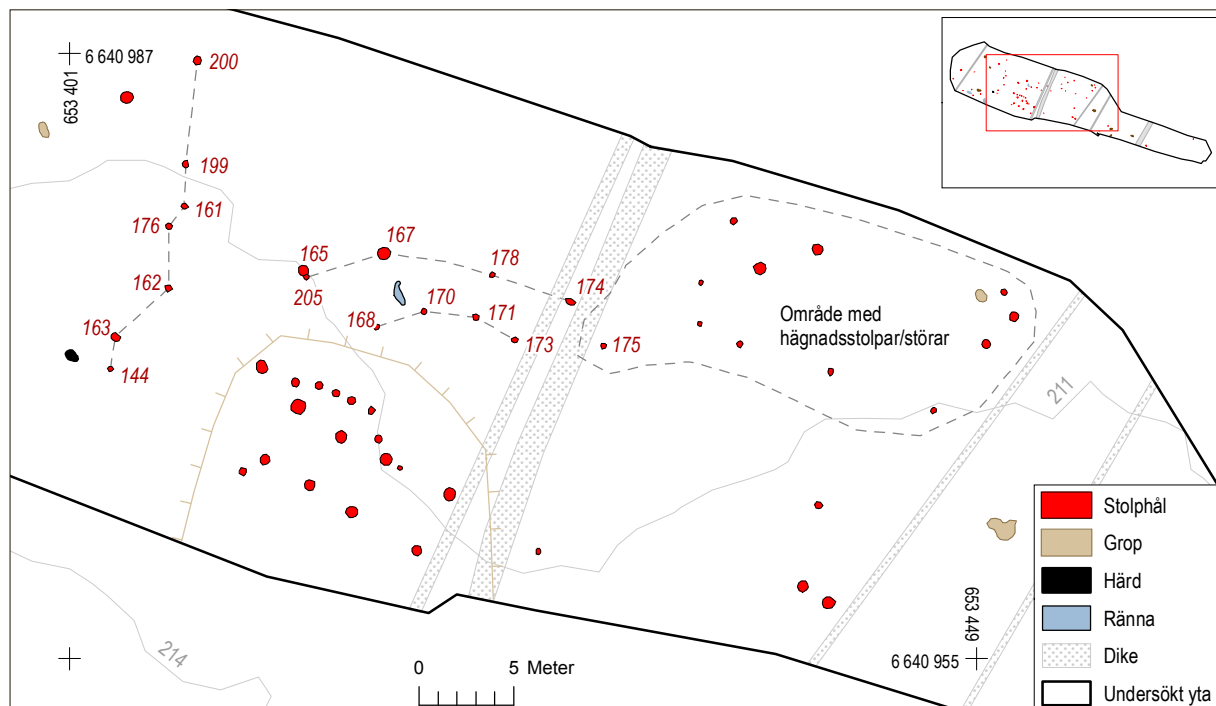 6 640 987
653 401
200
199
161
176
162
163
144
165
205
167
178
174
168
170
171
173
175
Område med
hägnadsstolpar/störar
211
214
0 5 Meter
653 449
6 640 955
Stolphål
Grop
Härd
Ränna
Dike
Undersökt yta